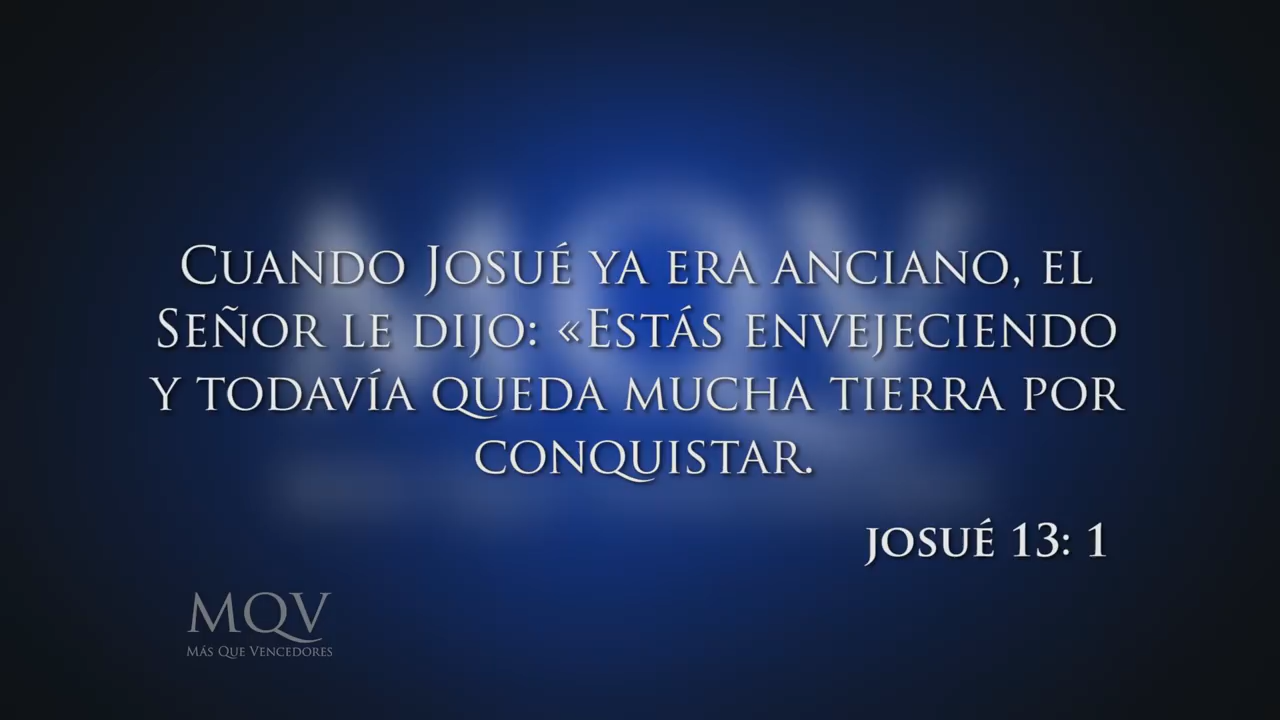 Cuando Josué ya era anciano, el
Señor le dijo: «Estás envejeciendo
y todavía queda mucha tierra por
conquistar.
Josué 13: 1
MQV
Más Que Vencedores